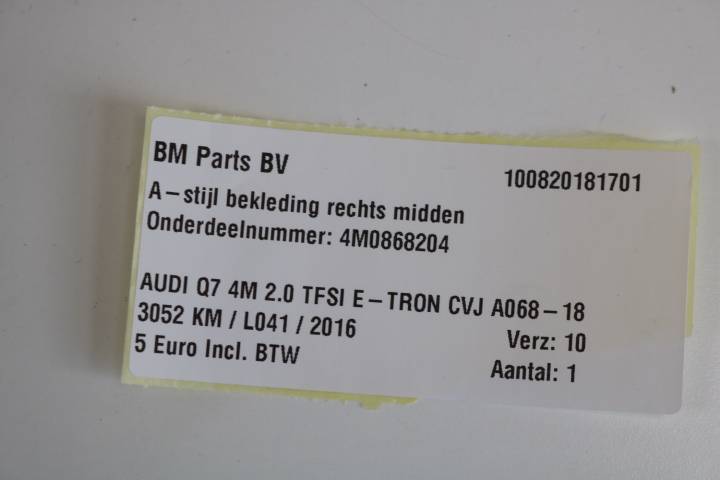 BM Parts BV
100820181701
A-stijl bekleding rechts midden
Onderdeelnummer: 4M0868204
AUDI Q7 4M 2.0 TFSI E-TRON CVJ A068-18
3052 KM / L041 / 2016
Verz: 10
5 Euro Incl. BTW
Aantal: 1